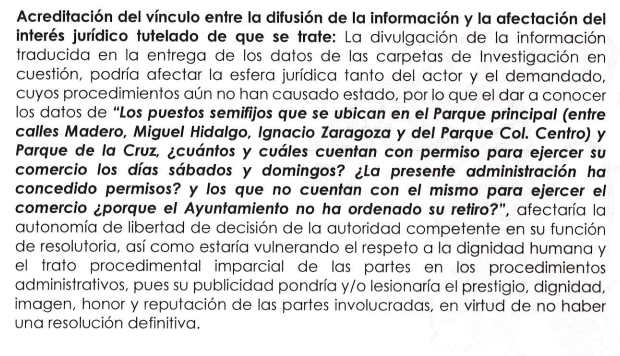 Acreditación del vínculo entre la difusión de la información y la afectación del
interés jurídico tutelado de que se trate: La divulgación de la información
traducida en la entrega de los datos de las carpetas de Investigación en
cuestión, podría afectar la esfera jurídica tanto del actor y el demandado,
cuyos procedimientos aún no han causado estado, por lo que el dar a conocer
los datos de "Los puestos semifijos que se ubican en el Parque principal (entre
calles Madero, Miguel Hidalgo, Ignacio Zaragoza y del Parque Col. Centro) y
Parque de la Cruz, ¿cuántos y cuáles cuentan con permiso para ejercer su
comercio los días sábados y domingos? ¿La presente administración ha
concedido permisos? y los que no cuentan con el mismo para ejercer el
comercio ¿porque el Ayuntamiento no ha ordenado su retiro?", afectaría la
autonomía de libertad de decisión de la autoridad competente en su función
de resolutoria, así como estaría vulnerando el respeto a la dignidad humana y
el trato procedimental imparcial de las partes en los procedimientos
administrativos, pues su publicidad pondría y/o lesionaría el prestigio, dignidad,
imagen, honor y reputación de las partes involucradas, en virtud de no haber
una resolución definitiva.